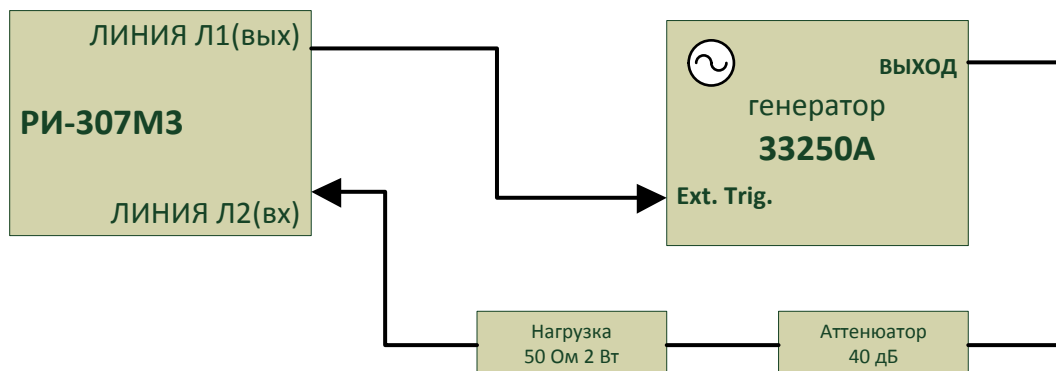 ЛИНИЯ Л1(вых)
РИ-307М3
ЛИНИЯ Л2(вх)
ВЫХОД
генератор
33250А
Ext. Trig.
Нагрузка
50 Ом 2 Вт
Аттенюатор
40 дБ